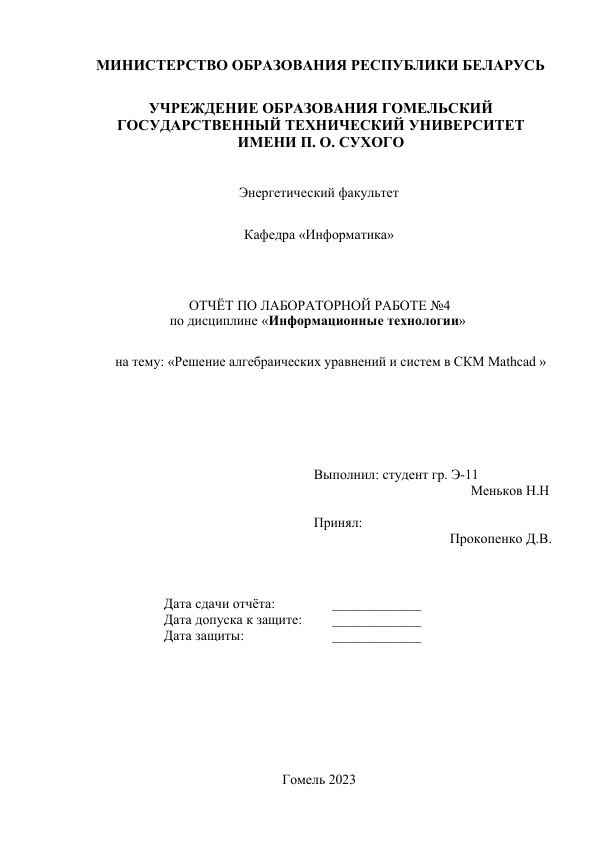 МИНИСТЕРСТВО ОБРАЗОВАНИЯ РЕСПУБЛИКИ БЕЛАРУСЬ
УЧРЕЖДЕНИЕ ОБРАЗОВАНИЯ ГОМЕЛЬСКИЙ
ГОСУДАРСТВЕННЫЙ ТЕХНИЧЕСКИЙ УНИВЕРСИТЕТ
ИМЕНИ П. О. СУХОГО
Энергетический факультет
Кафедра «Информатика»
ОТЧЁТ ПО ЛАБОРАТОРНОЙ РАБОТЕ №4
по дисциплине «Информационные технологии»
на тему: «Решение алгебраических уравнений и систем в СКМ Mathcad »
Выполнил: студент гр. Э-11
Меньков Н.Н
Принял:
Прокопенко Д.В.
Дата сдачи отчёта: _____________
Дата допуска к защите: _____________
Дата защиты: _____________
Гомель 2023